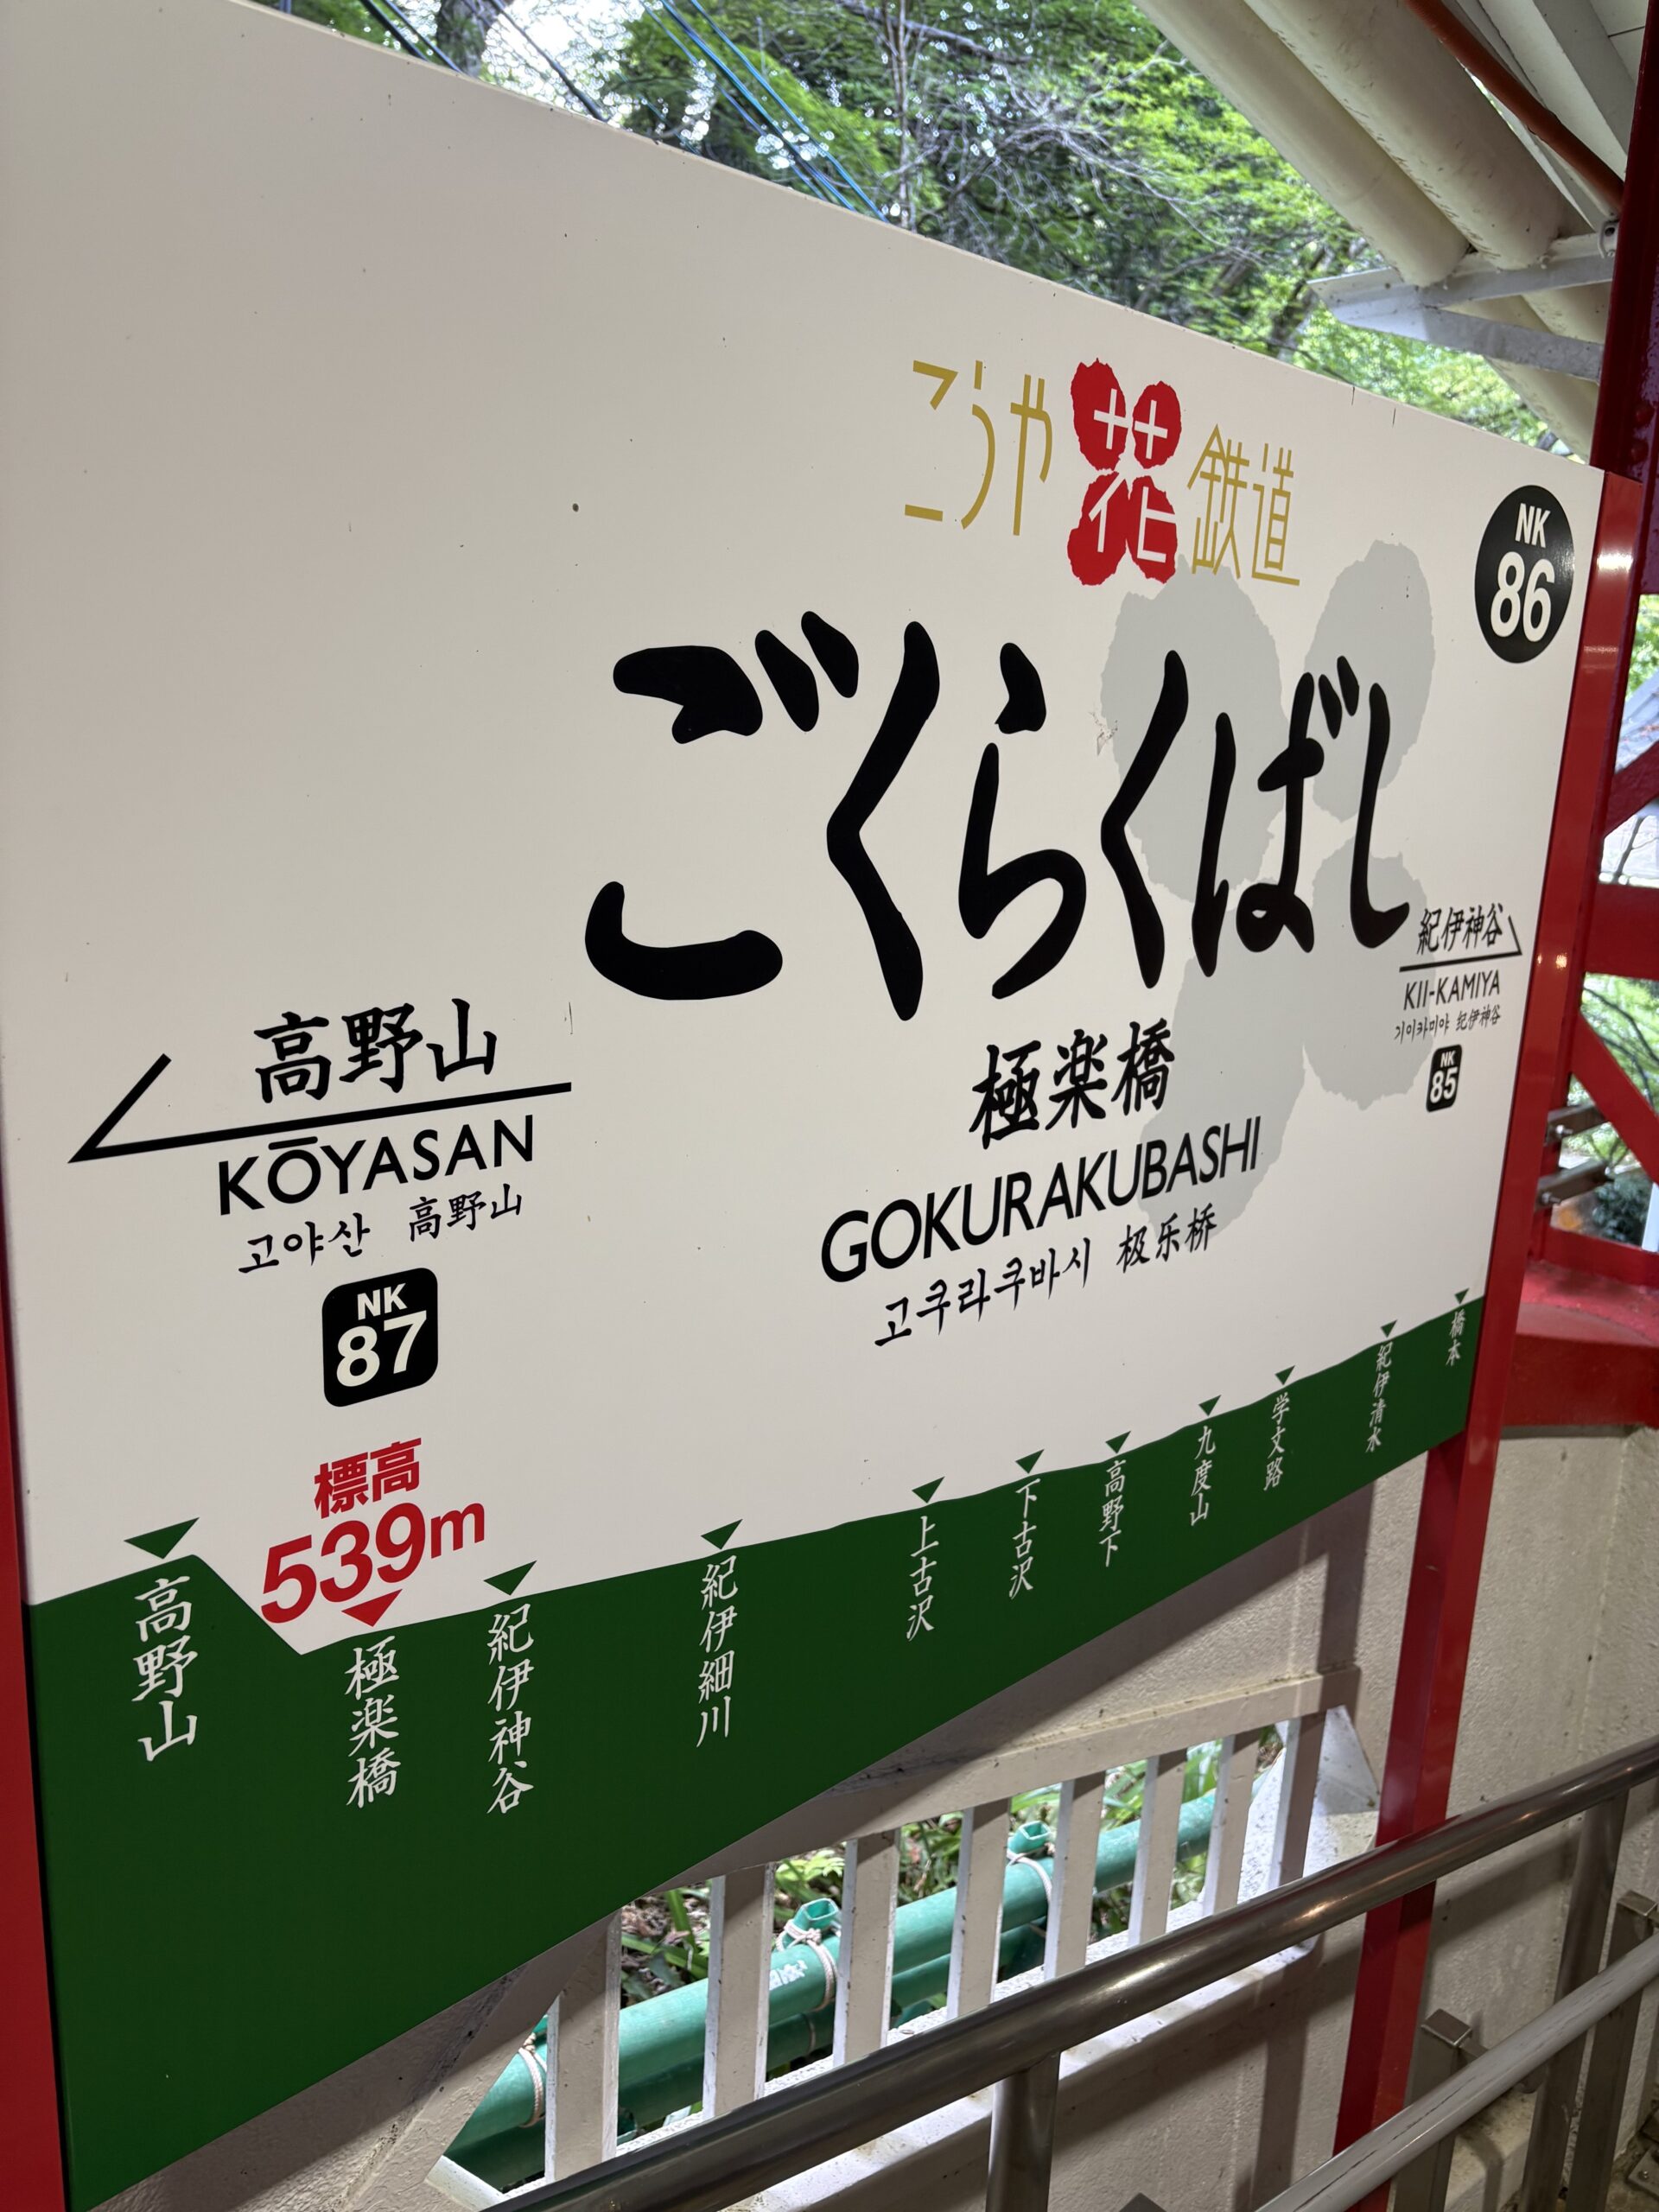 こうや花鉄道
NK
86
ごくらくばし
極楽橋
GOKURAKUBASHI
고쿠라쿠바시 极乐桥
高野山
KŌYASAN
고야산 高野山
NK
87
紀伊神谷
KII-KAMIYA
기이카미야 纪伊神谷
NK
85
標高
539m
高野山
極楽橋
紀伊神谷
紀伊細川
上古沢
下古沢
高野下
九度山
学文路
紀伊清水
橋本